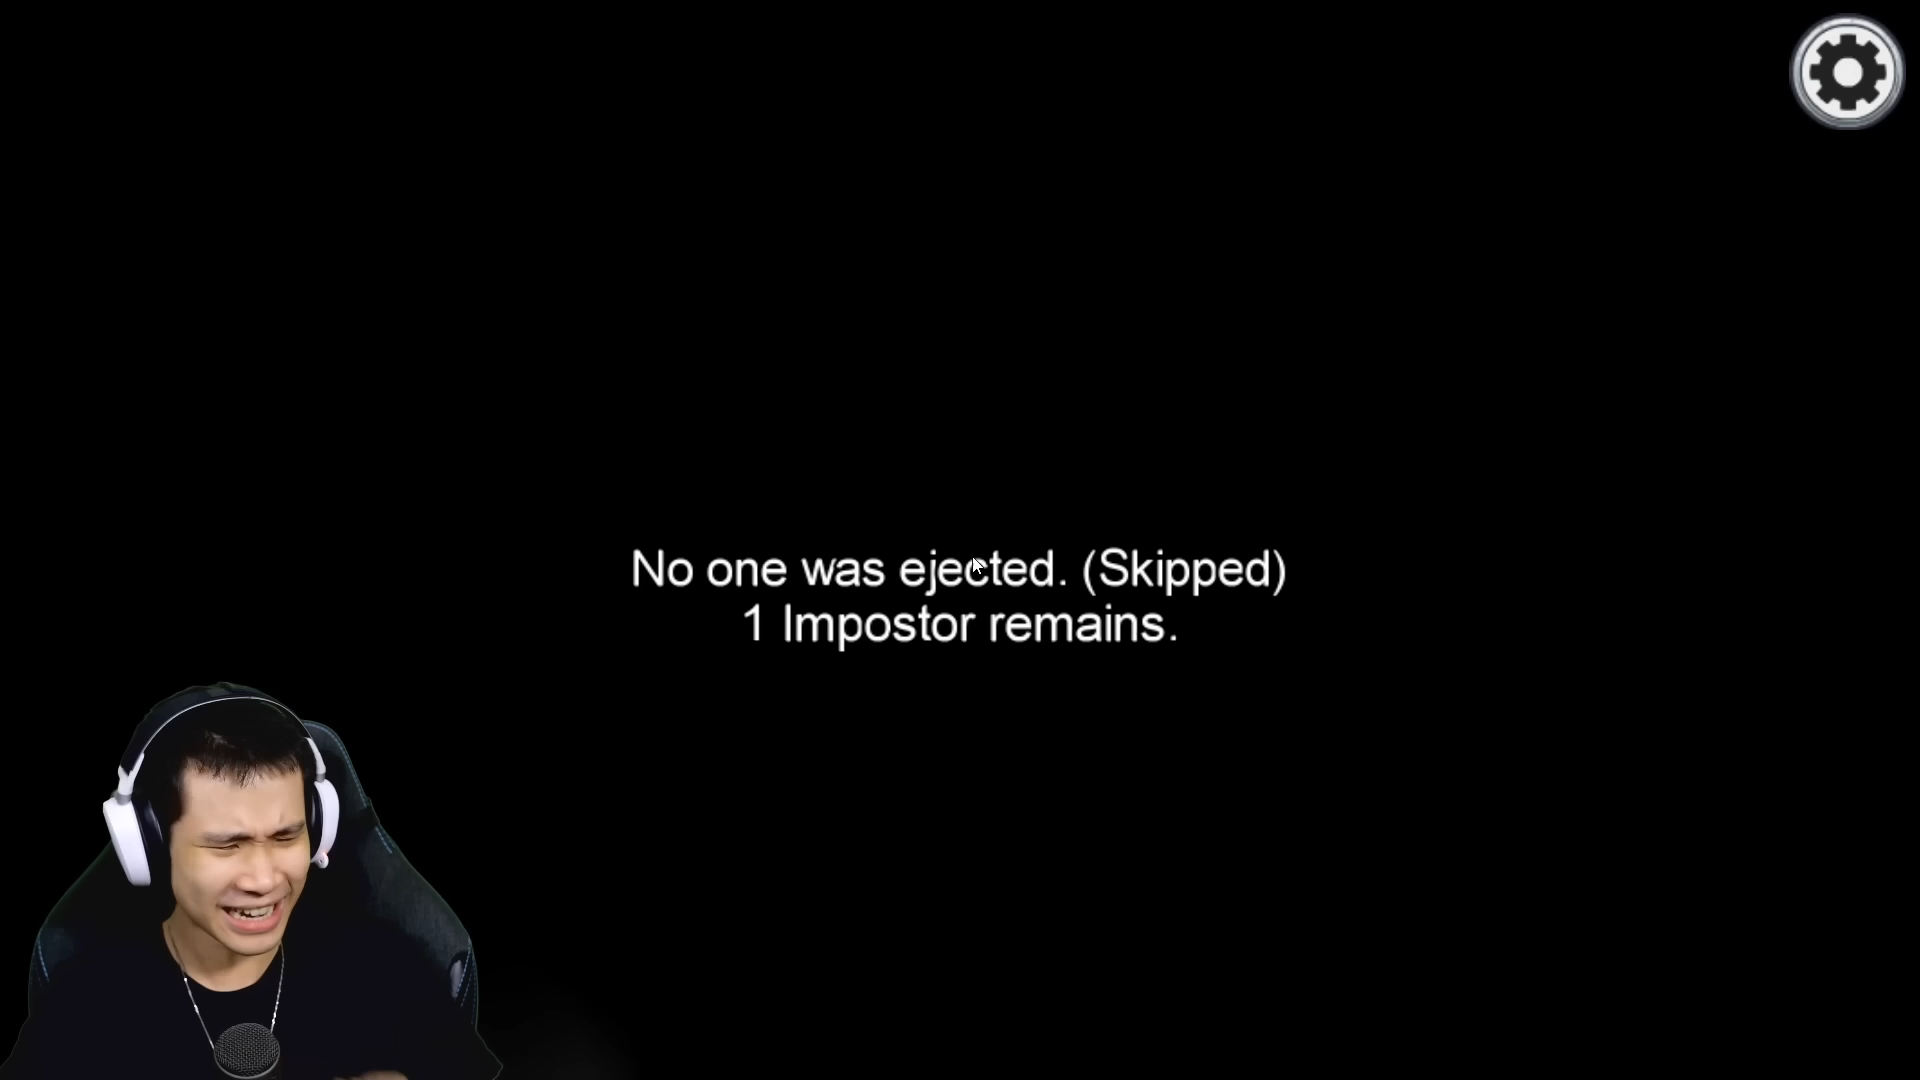 No one was ejected. (Skipped)
1 Impostor remains.